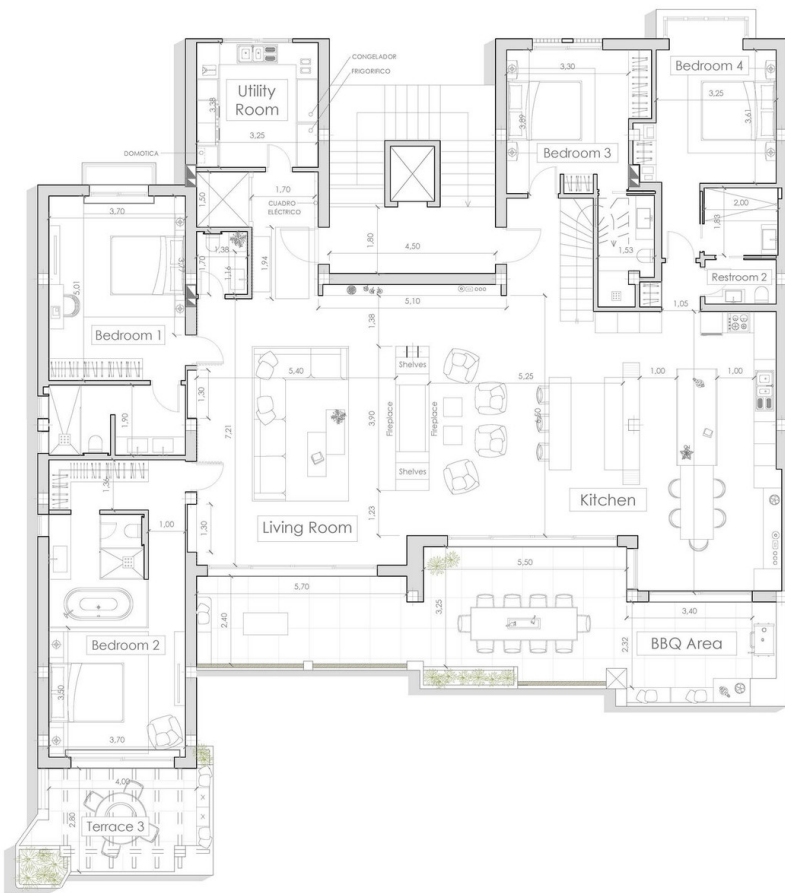 CONGELADOR
FRIGORIFICO
Utility
Room
3,38
3,25
DOMOTICA
3,30
3,89
Bedroom 3
Bedroom 4
3,25
3,61
1,50
1,70
CUADRO
ELÉCTRICO
1,80
4,50
1,94
1,38
1,70
1,16
1,53
2,00
1,83
Restroom 2
1,05
3,70
5,01
Bedroom 1
5,10
1,38
1,30
5,40
Shelves
Fireplace
3,90
Fireplace
Shelves
5,25
1,00
1,00
1,90
7,21
Kitchen
1,36
1,00
1,30
Living Room
1,23
5,70
2,40
5,50
3,25
2,32
3,40
BBQ Area
Bedroom 2
3,50
3,70
4,00
2,80
Terrace 3